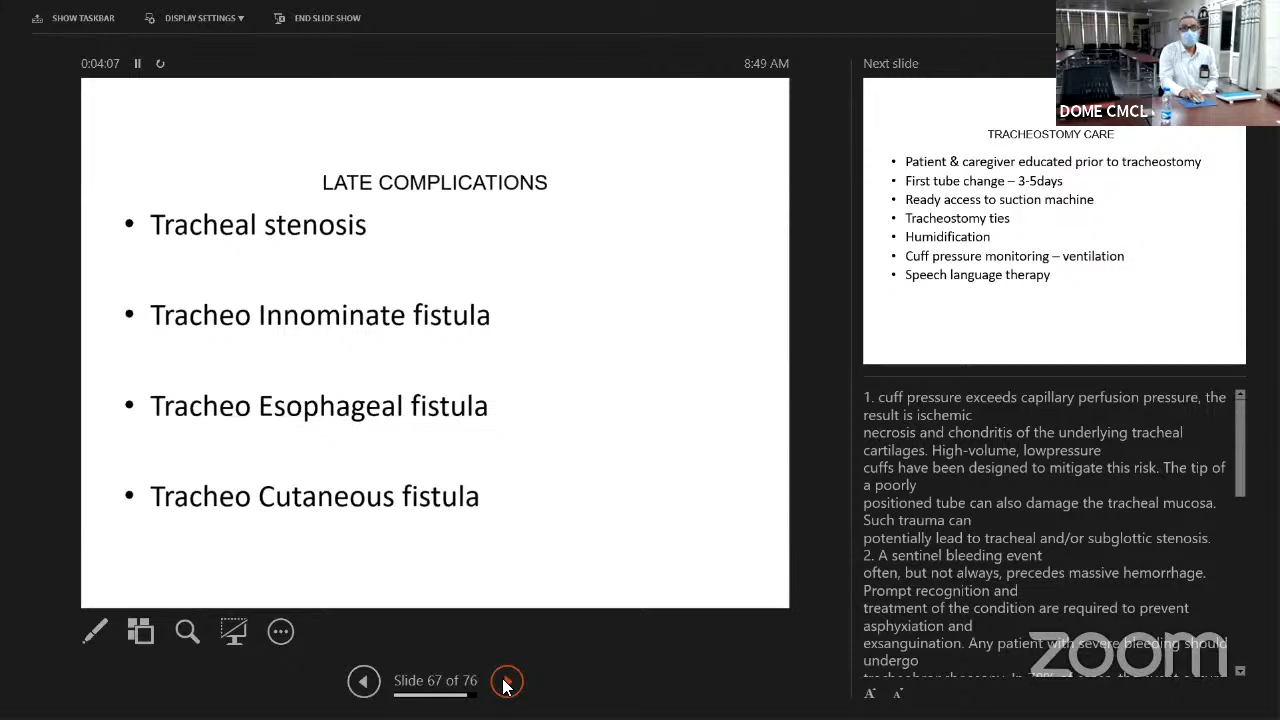 SHOW TASKBAR
DISPLAY SETTINGS ▼
END SLIDE SHOW
0:04:07
8:49 AM
LATE COMPLICATIONS
• Tracheal stenosis
• Tracheo Innominate fistula
• Tracheo Esophageal fistula
• Tracheo Cutaneous fistula
Slide 67 of 76
Next slide
DOME CMCL
TRACHEOSTOMY CARE
• Patient & caregiver educated prior to tracheostomy
• First tube change – 3-5days
• Ready access to suction machine
• Tracheostomy ties
• Humidification
• Cuff pressure monitoring – ventilation
• Speech language therapy
1. cuff pressure exceeds capillary perfusion pressure, the
result is ischemic
necrosis and chondritis of the underlying tracheal
cartilages. High-volume, lowpressure
cuffs have been designed to mitigate this risk. The tip of
a poorly
positioned tube can also damage the tracheal mucosa.
Such trauma can
potentially lead to tracheal and/or subglottic stenosis.
2. A sentinel bleeding event
often, but not always, precedes massive hemorrhage.
Prompt recognition and
treatment of the condition are required to prevent
asphyxiation and
exsanguination. Any patient with severe bleeding should
undergo
zoom
A A